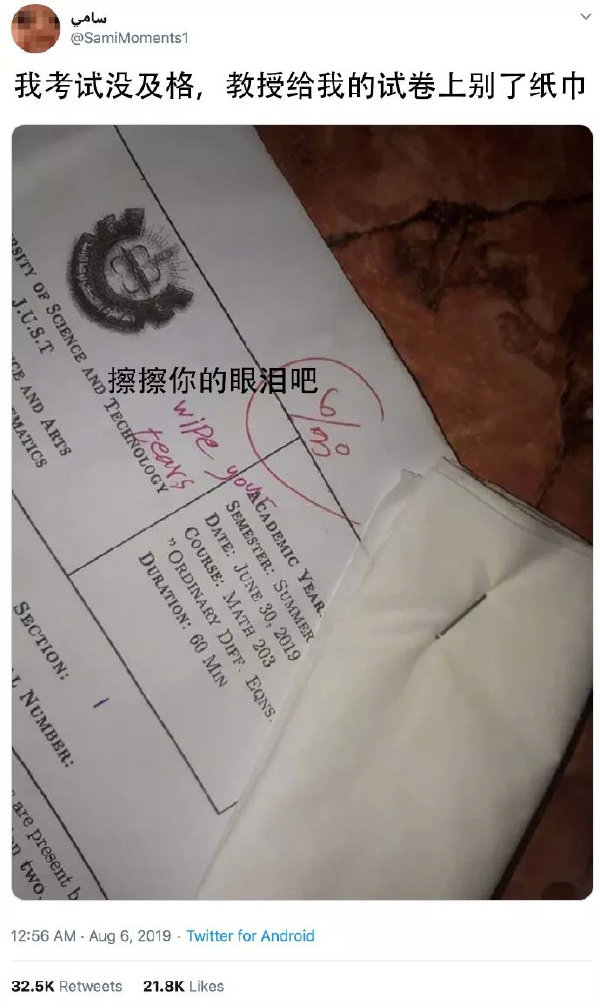 سامي
@SamiMoments1
我考试没及格，教授给我的试卷上别了纸巾
RSITY OF SCIENCE AND TECHNOLOGY
J.U.S.T
CE AND ARTS
EMATICS
擦擦你的眼泪吧
6/30
wipe your
tears
ACADEMIC YEAR
SEMESTER: SUMMER
DATE: JUNE 30, 2019
COURSE: MATH 203
"ORDINARY DIFF. EQNS.
DURATION: 60 MIN
SECTION: 1
L NUMBER:
are present b
n two
12:56 AM · Aug 6, 2019 · Twitter for Android
32.5K Retweets 21.8K Likes